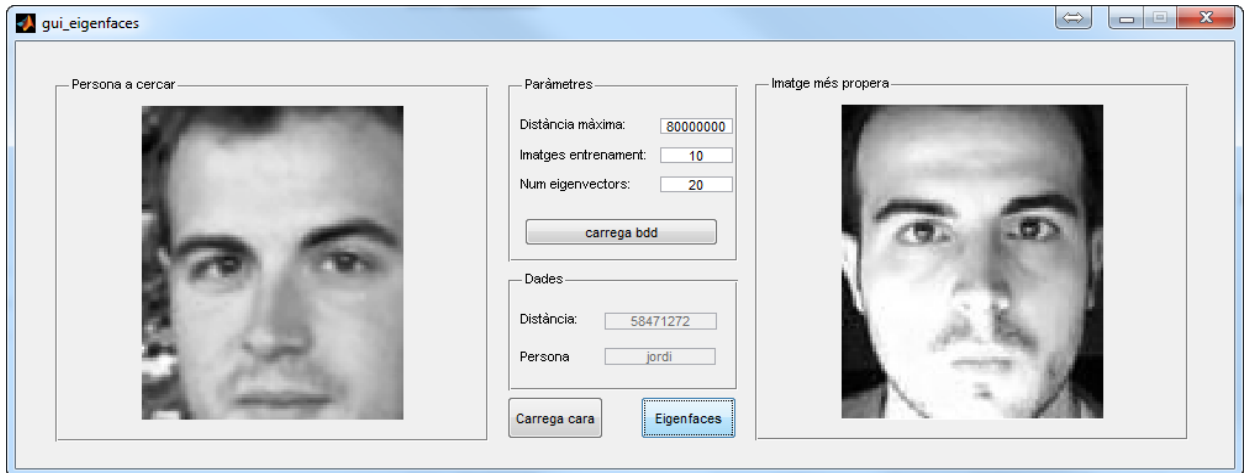 gui_eigenfaces
Persona a cercar
Paràmetres
Distància màxima: 80000000
Imatges entrenament: 10
Num eigenvectors: 20
carrega bdd
Dades
Distància: 58471272
Persona jordi
Carrega cara Eigenfaces
Imatge més propera